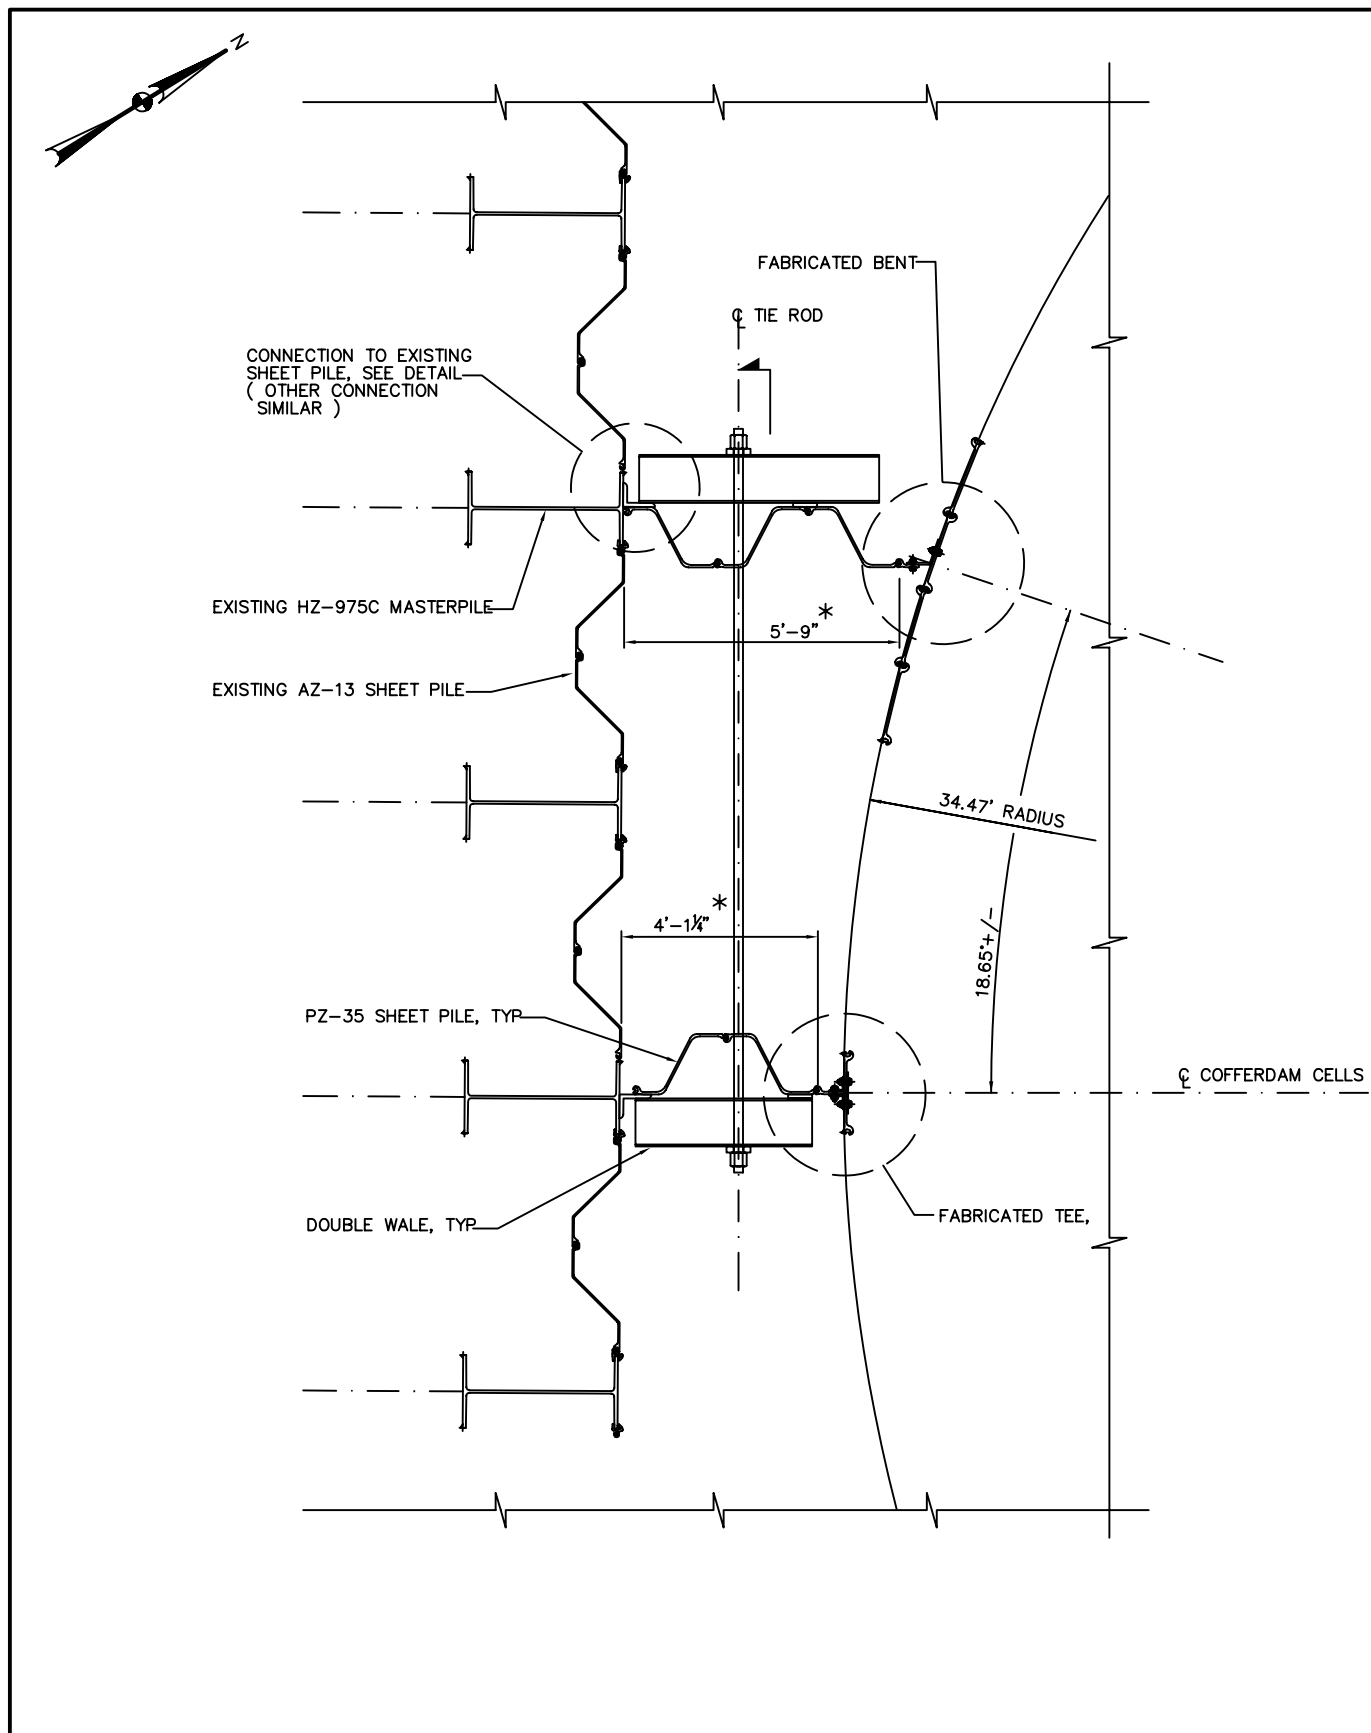 N
FABRICATED BENT
℄ TIE ROD
CONNECTION TO EXISTING
SHEET PILE, SEE DETAIL
( OTHER CONNECTION
SIMILAR )
EXISTING HZ-975C MASTERPILE
5'-9" *
EXISTING AZ-13 SHEET PILE
34.47' RADIUS
4'-1¼" *
18.65°+/-
PZ-35 SHEET PILE, TYP
℄ COFFERDAM CELLS
DOUBLE WALE, TYP
FABRICATED TEE,